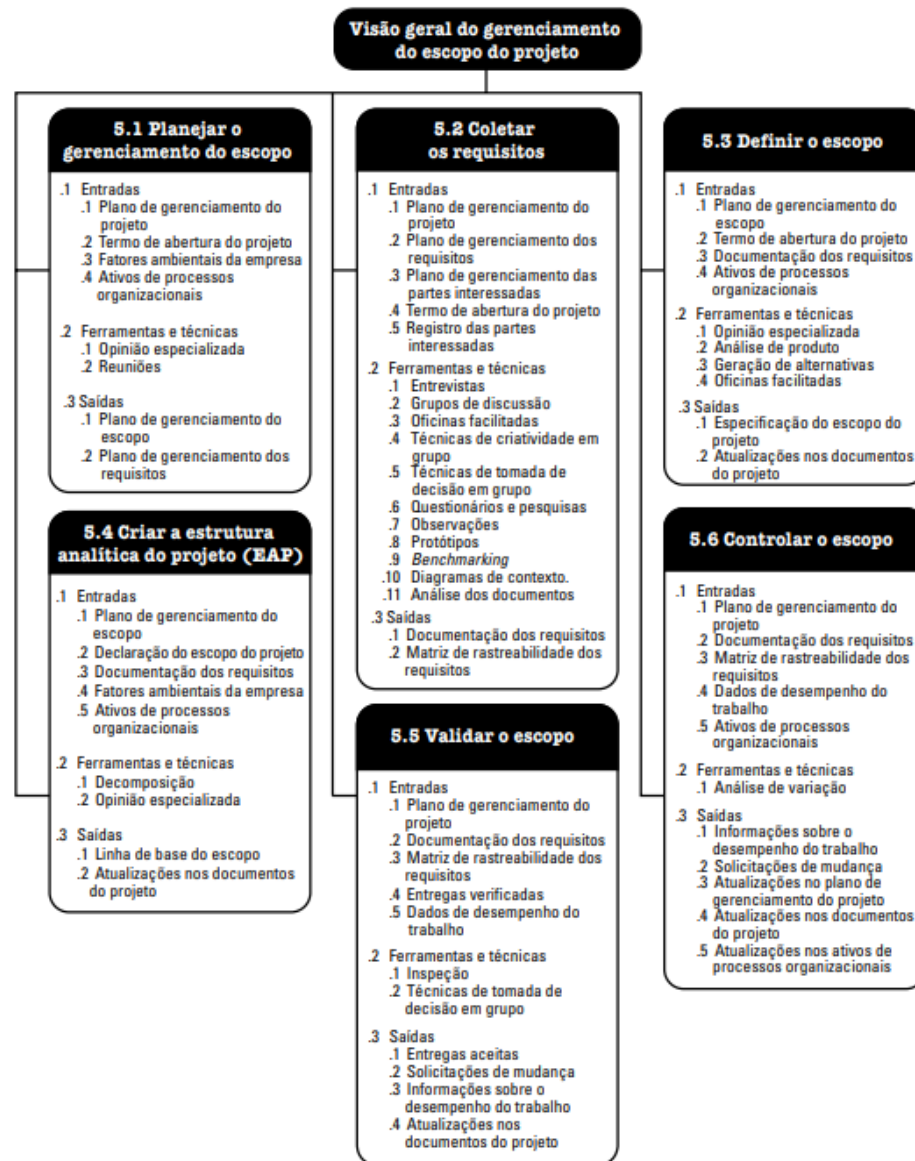 Visão geral do gerenciamento
do escopo do projeto
5.1 Planejar o
gerenciamento do escopo
.1 Entradas
.1 Plano de gerenciamento do
projeto
.2 Termo de abertura do projeto
.3 Fatores ambientais da empresa
.4 Ativos de processos
organizacionais
.2 Ferramentas e técnicas
.1 Opinião especializada
.2 Reuniões
.3 Saídas
.1 Plano de gerenciamento do
escopo
.2 Plano de gerenciamento dos
requisitos
5.2 Coletar
os requisitos
.1 Entradas
.1 Plano de gerenciamento do
projeto
.2 Plano de gerenciamento dos
requisitos
.3 Plano de gerenciamento das
partes interessadas
.4 Termo de abertura do projeto
.5 Registro das partes
interessadas
.2 Ferramentas e técnicas
.1 Entrevistas
.2 Grupos de discussão
.3 Oficinas facilitadas
.4 Técnicas de criatividade em
grupo
.5 Técnicas de tomada de
decisão em grupo
.6 Questionários e pesquisas
.7 Observações
.8 Protótipos
.9 Benchmarking
.10 Diagramas de contexto.
.11 Análise dos documentos
.3 Saídas
.1 Documentação dos requisitos
.2 Matriz de rastreabilidade dos
requisitos
5.3 Definir o escopo
.1 Entradas
.1 Plano de gerenciamento do
escopo
.2 Termo de abertura do projeto
.3 Documentação dos requisitos
.4 Ativos de processos
organizacionais
.2 Ferramentas e técnicas
.1 Opinião especializada
.2 Análise de produto
.3 Geração de alternativas
.4 Oficinas facilitadas
.3 Saídas
.1 Especificação do escopo do
projeto
.2 Atualizações nos documentos
do projeto
5.4 Criar a estrutura
analítica do projeto (EAP)
.1 Entradas
.1 Plano de gerenciamento do
escopo
.2 Declaração do escopo do projeto
.3 Documentação dos requisitos
.4 Fatores ambientais da empresa
.5 Ativos de processos
organizacionais
.2 Ferramentas e técnicas
.1 Decomposição
.2 Opinião especializada
.3 Saídas
.1 Linha de base do escopo
.2 Atualizações nos documentos
do projeto
5.5 Validar o escopo
.1 Entradas
.1 Plano de gerenciamento do
projeto
.2 Documentação dos requisitos
.3 Matriz de rastreabilidade dos
requisitos
.4 Entregas verificadas
.5 Dados de desempenho do
trabalho
.2 Ferramentas e técnicas
.1 Inspeção
.2 Técnicas de tomada de
decisão em grupo
.3 Saídas
.1 Entregas aceitas
.2 Solicitações de mudança
.3 Informações sobre o
desempenho do trabalho
.4 Atualizações nos
documentos do projeto
5.6 Controlar o escopo
.1 Entradas
.1 Plano de gerenciamento do
projeto
.2 Documentação dos requisitos
.3 Matriz de rastreabilidade dos
requisitos
.4 Dados de desempenho do
trabalho
.5 Ativos de processos
organizacionais
.2 Ferramentas e técnicas
.1 Análise de variação
.3 Saídas
.1 Informações sobre o
desempenho do trabalho
.2 Solicitações de mudança
.3 Atualizações no plano de
gerenciamento do projeto
.4 Atualizações nos documentos
do projeto
.5 Atualizações nos ativos de
processos organizacionais